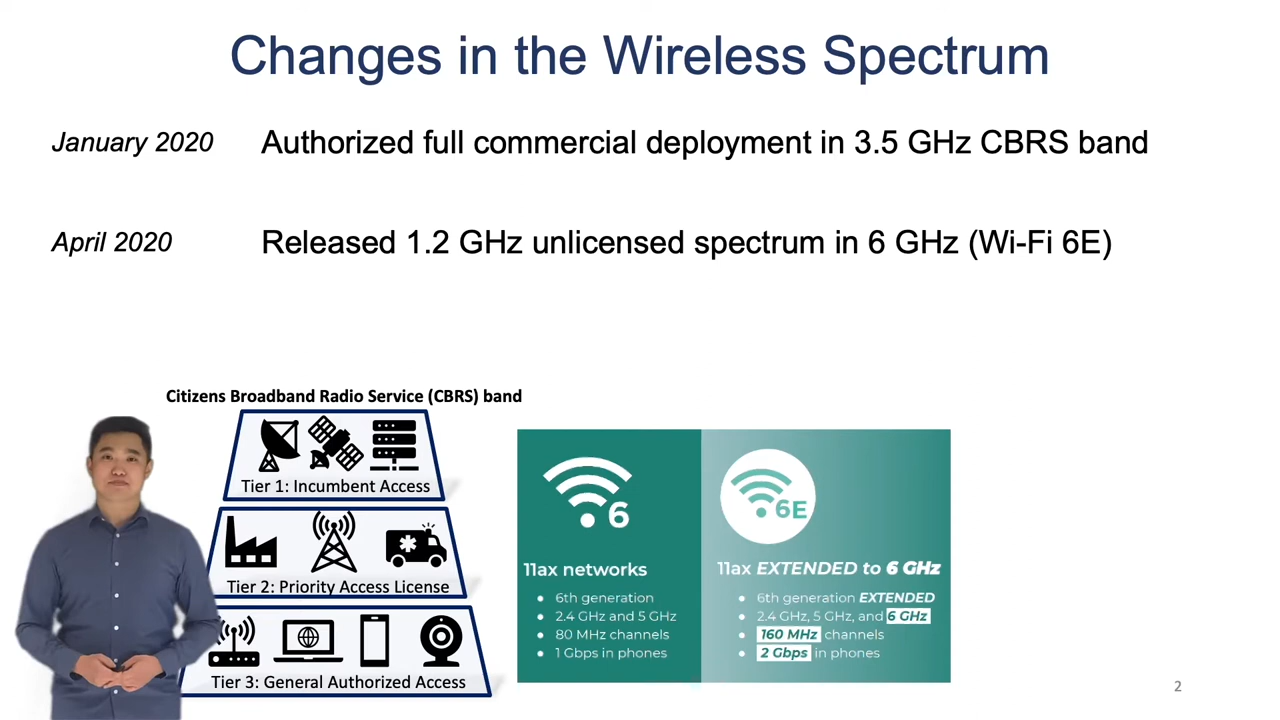 Changes in the Wireless Spectrum
January 2020 Authorized full commercial deployment in 3.5 GHz CBRS band
April 2020 Released 1.2 GHz unlicensed spectrum in 6 GHz (Wi-Fi 6E)
Citizens Broadband Radio Service (CBRS) band
Tier 1: Incumbent Access
Tier 2: Priority Access License
Tier 3: General Authorized Access
6
11ax networks
• 6th generation
• 2.4 GHz and 5 GHz
• 80 MHz channels
• 1 Gbps in phones
6E
11ax EXTENDED to 6 GHz
• 6th generation EXTENDED
• 2.4 GHz, 5 GHz, and 6 GHz
• 160 MHz channels
• 2 Gbps in phones
2